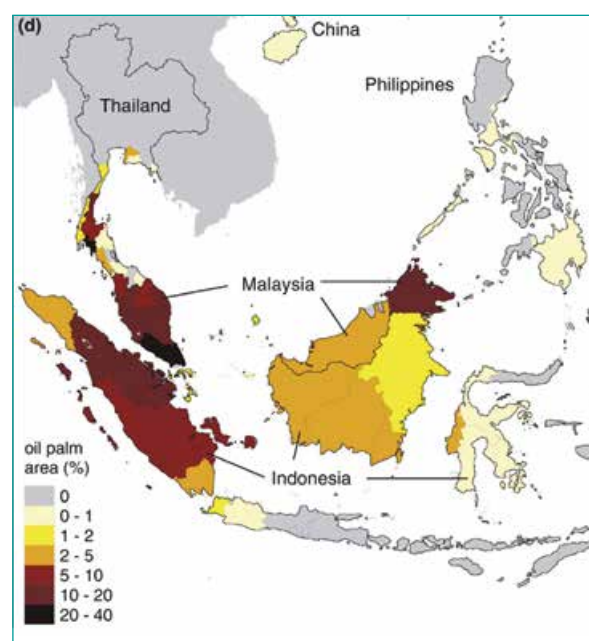 (d)
China
Philippines
Thailand
Malaysia
Indonesia
oil palm
area (%)
0
0 - 1
1 - 2
2 - 5
5 - 10
10 - 20
20 - 40